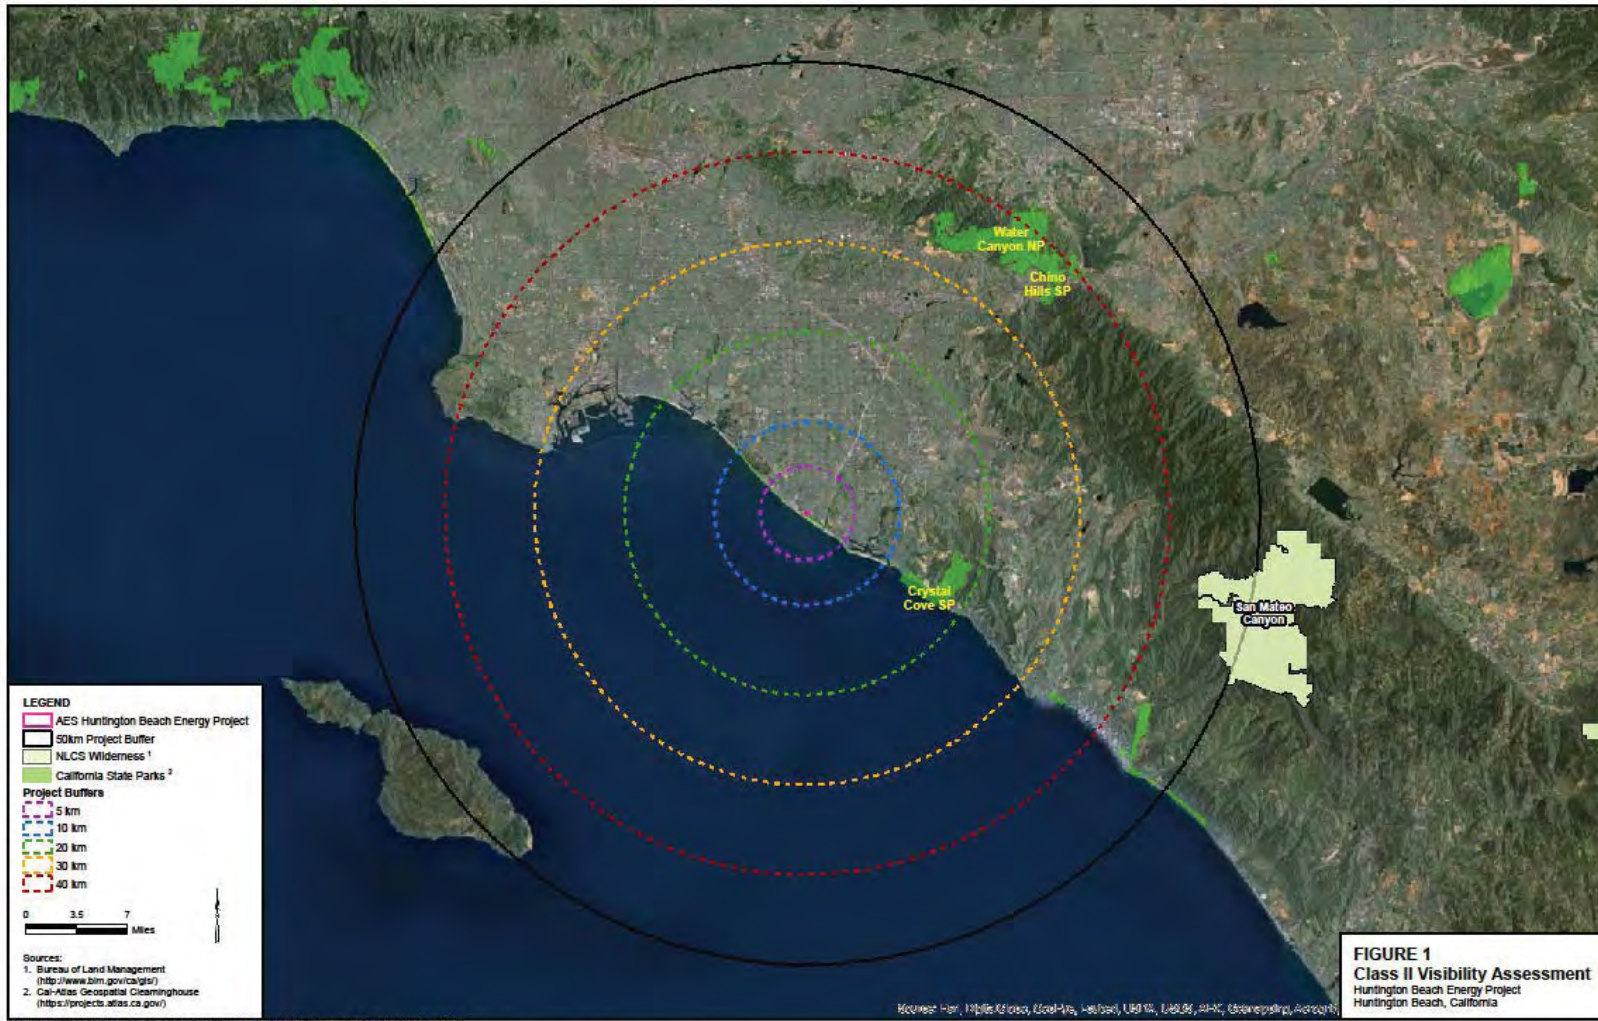 Water
Canyon NP
Chino
Hills SP
Crystal
Cove SP
San Mateo
Canyon
LEGEND
AES Huntington Beach Energy Project
50km Project Buffer
NLCS Wilderness 1
California State Parks 2
Project Buffers
5 km
10 km
20 km
30 km
40 km
0 3.5 7
Miles
Sources:
1. Bureau of Land Management
(http://www.blm.gov/ca/gis/)
2. Cal-Atlas Geospatial Clearninghouse
(https://projects.atlas.ca.gov/)
FIGURE 1
Class II Visibility Assessment
Huntington Beach Energy Project
Huntington Beach, California